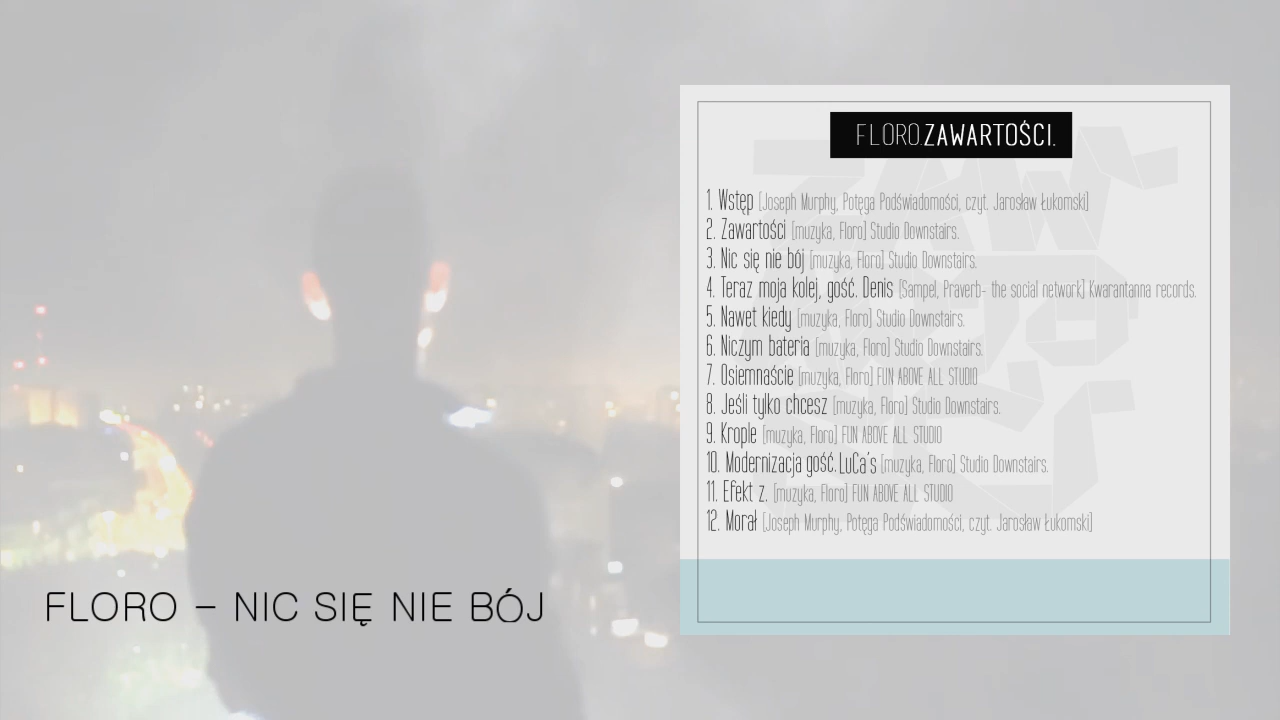 FLORO.ZAWARTOŚCI.
1. Wstęp [Joseph Murphy, Potęga Podświadomości, czyt. Jarosław Łukomski]
2. Zawartości [muzyka, Floro] Studio Downstairs.
3. Nic się nie bój [muzyka, Floro] Studio Downstairs.
4. Teraz moja kolej, gość. Denis [Sampel, Praverb- the social network] Kwarantanna records.
5. Nawet kiedy [muzyka, Floro] Studio Downstairs.
6. Niczym bateria [muzyka, Floro] Studio Downstairs.
7. Osiemnaście [muzyka, Floro] FUN ABOVE ALL STUDIO
8. Jeśli tylko chcesz [muzyka, Floro] Studio Downstairs.
9. Krople [muzyka, Floro] FUN ABOVE ALL STUDIO
10. Modernizacja gość. LuCa's [muzyka, Floro] Studio Downstairs.
11. Efekt z. [muzyka, Floro] FUN ABOVE ALL STUDIO
12. Morał [Joseph Murphy, Potęga Podświadomości, czyt. Jarosław Łukomski]
FLORO – NIC SIĘ NIE BÓJ